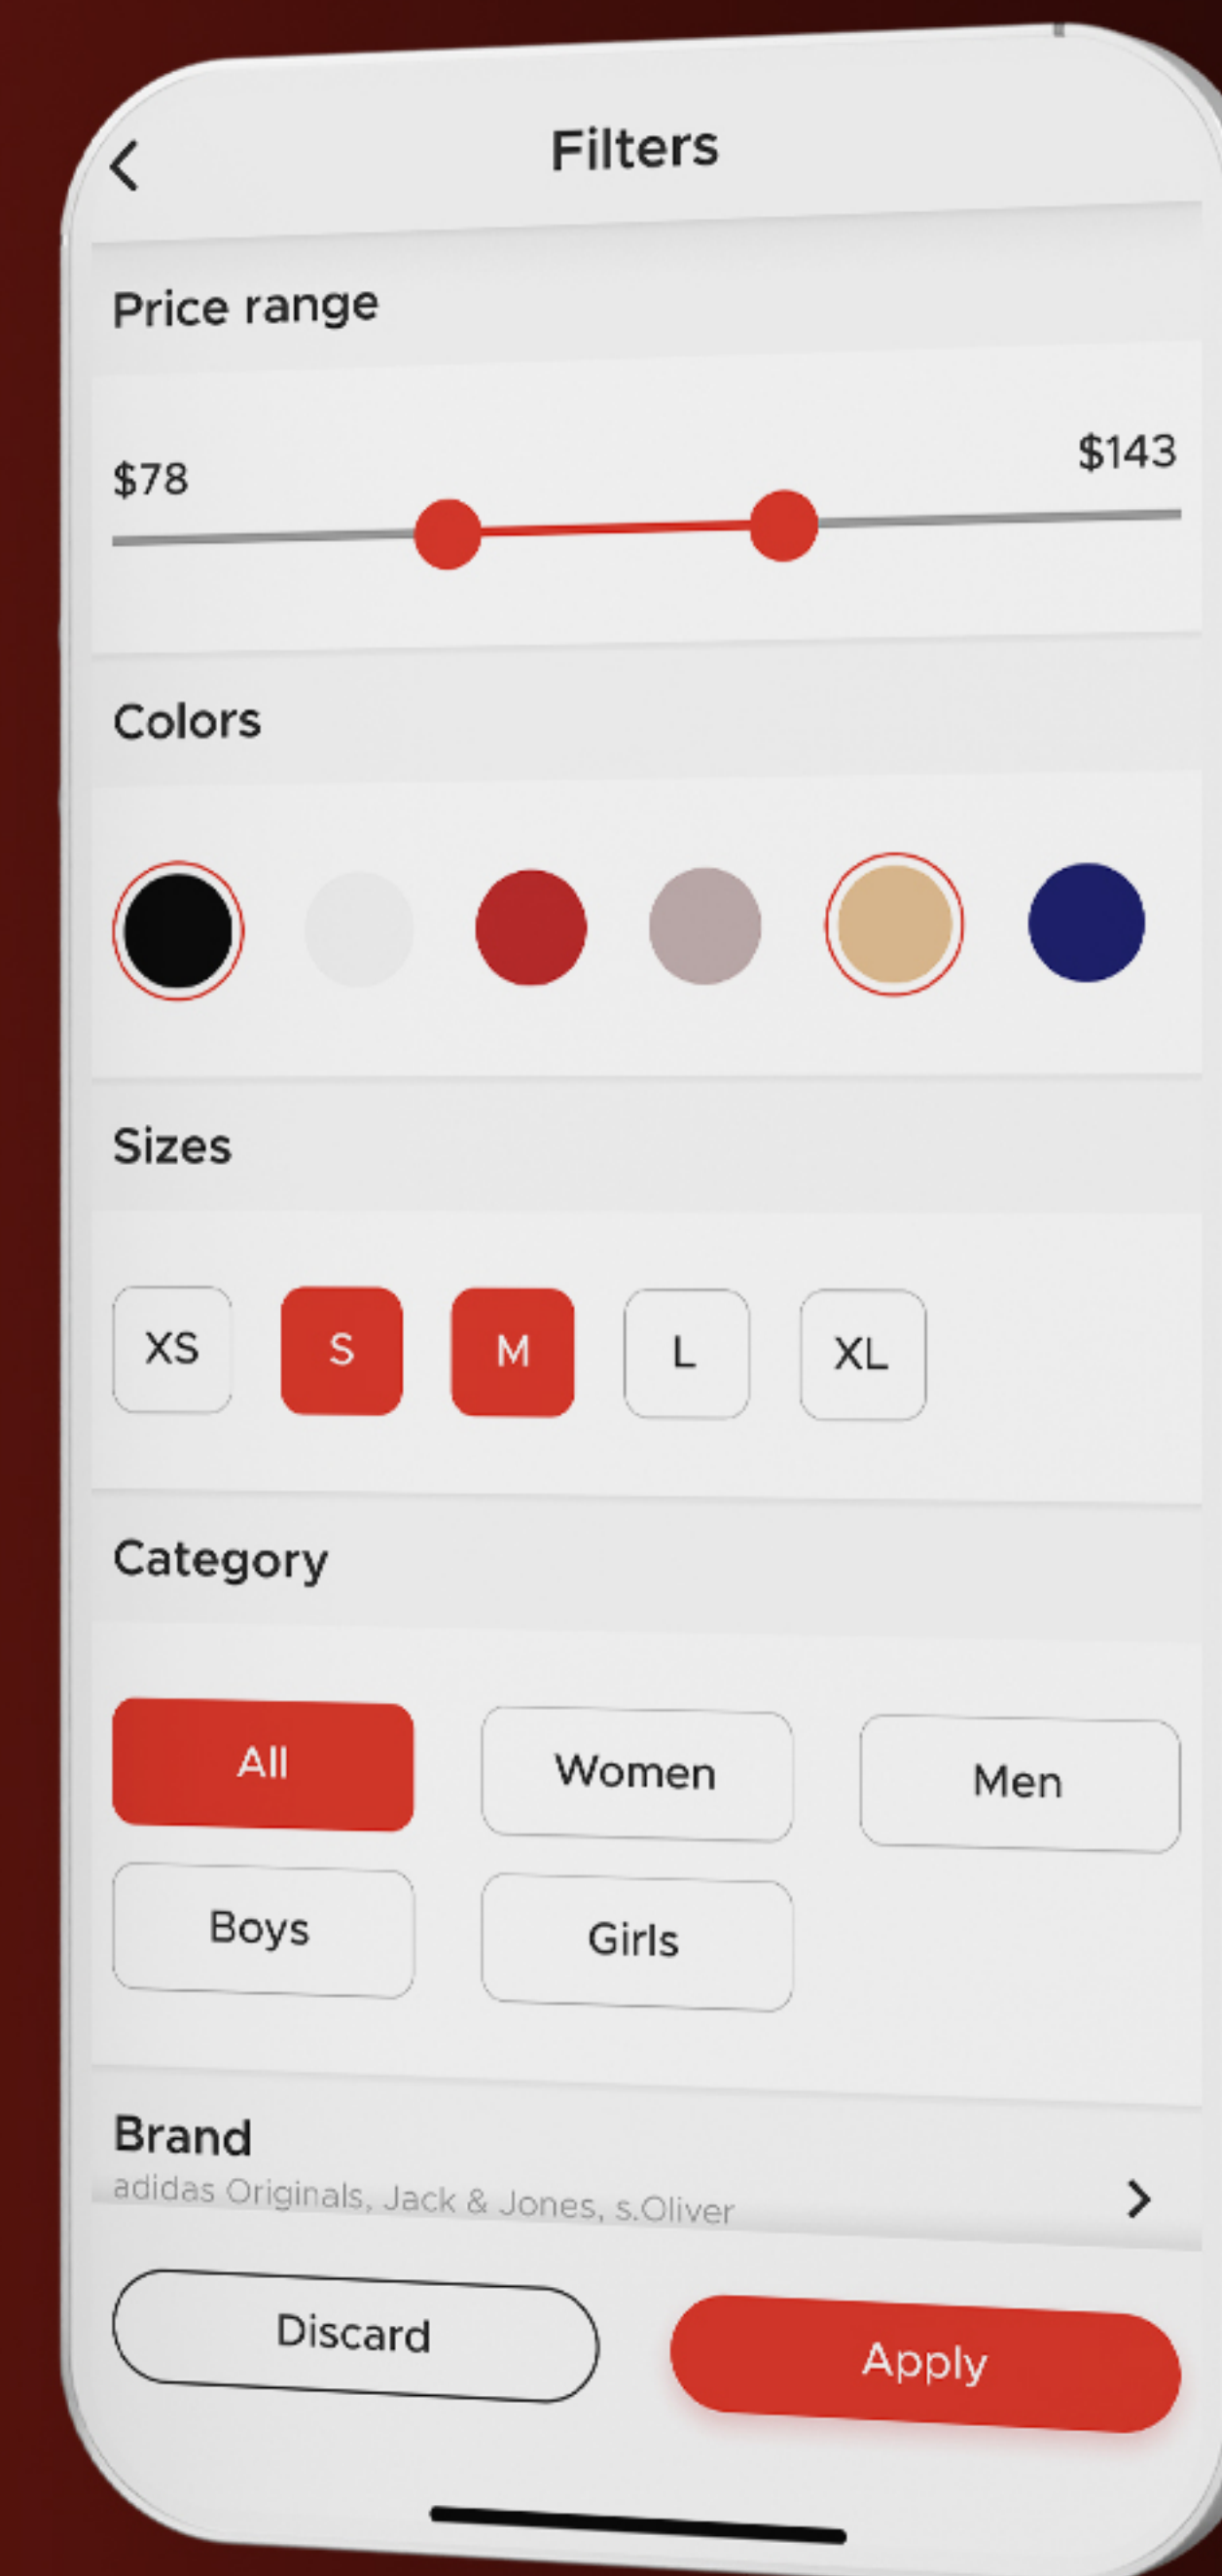 Filters
Price range
$78 $143
Colors
Sizes
XS S M L XL
Category
All Women Men
Boys Girls
Brand
adidas Originals, Jack & Jones, s.Oliver
Discard Apply